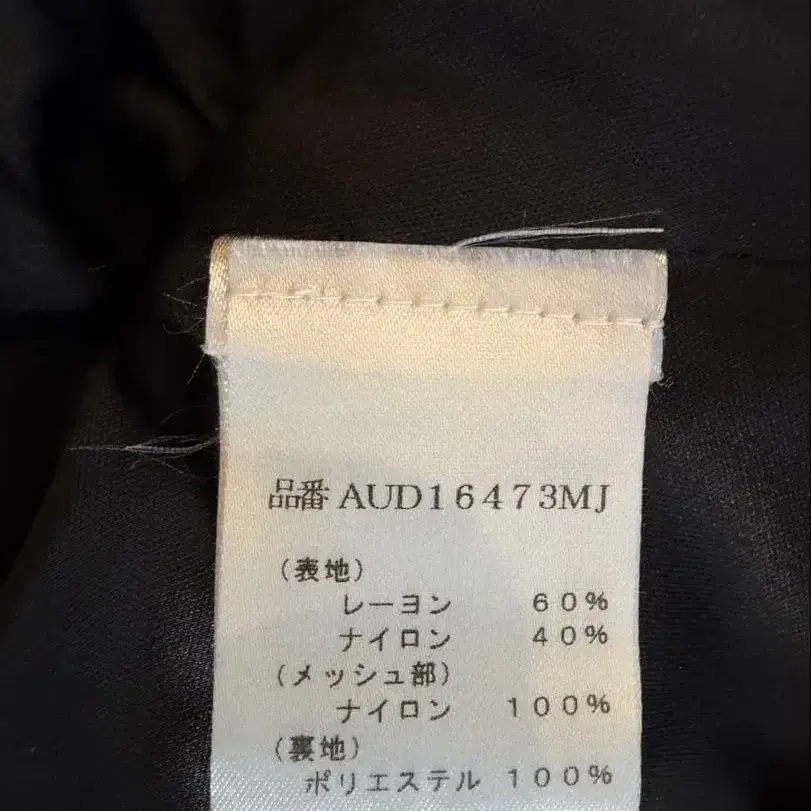 品番 AUD16473MJ
(表地)
レーヨン 60%
ナイロン 40%
(メッシュ部)
ナイロン 100%
(裏地)
ポリエステル 100%